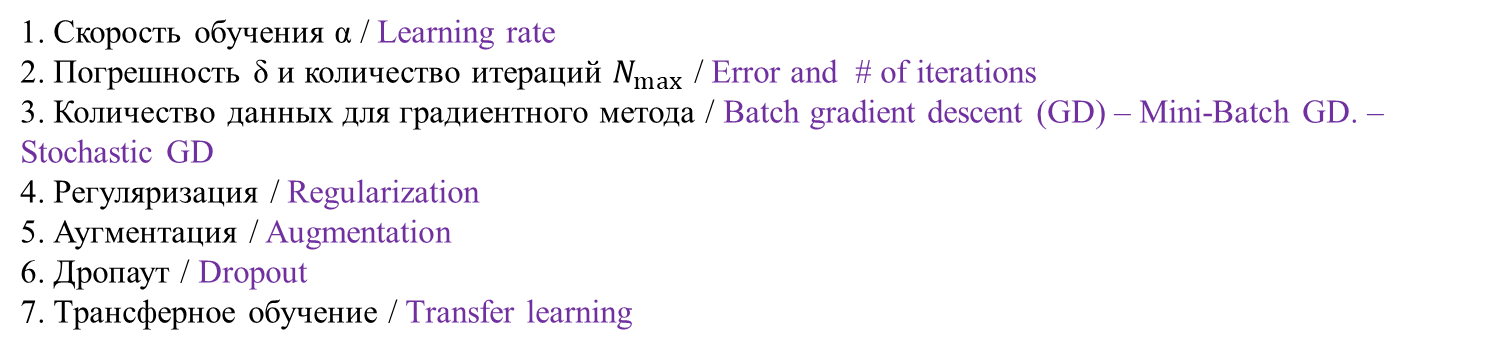 1. Скорость обучения α / Learning rate
2. Погрешность δ и количество итераций Nmax / Error and # of iterations
3. Количество данных для градиентного метода / Batch gradient descent (GD) – Mini-Batch GD. –
Stochastic GD
4. Регуляризация / Regularization
5. Аугментация / Augmentation
6. Дропаут / Dropout
7. Трансферное обучение / Transfer learning